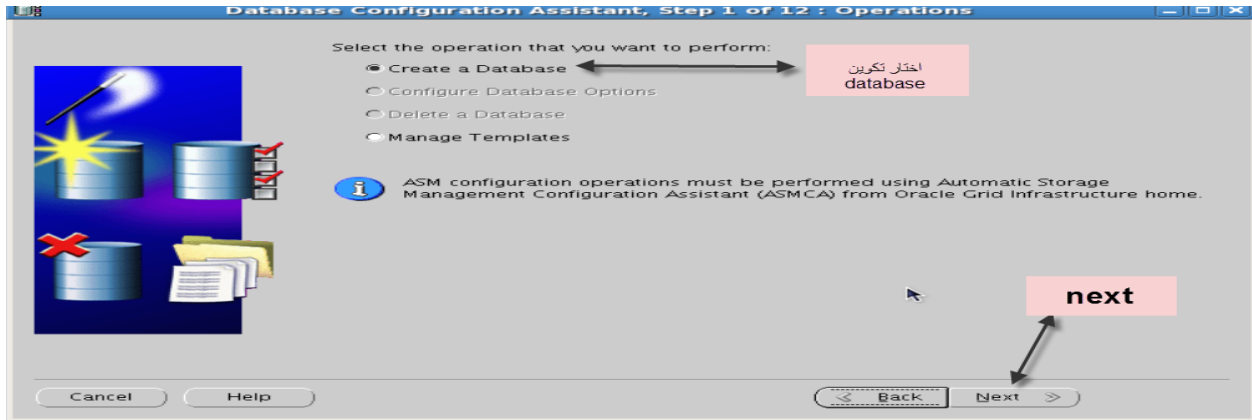 Database Configuration Assistant, Step 1 of 12 : Operations
Select the operation that you want to perform:
Create a Database
اختار تكوين
database
Configure Database Options
Delete a Database
Manage Templates
ASM configuration operations must be performed using Automatic Storage
Management Configuration Assistant (ASMCA) from Oracle Grid Infrastructure home.
next
Cancel
Help
Back
Next